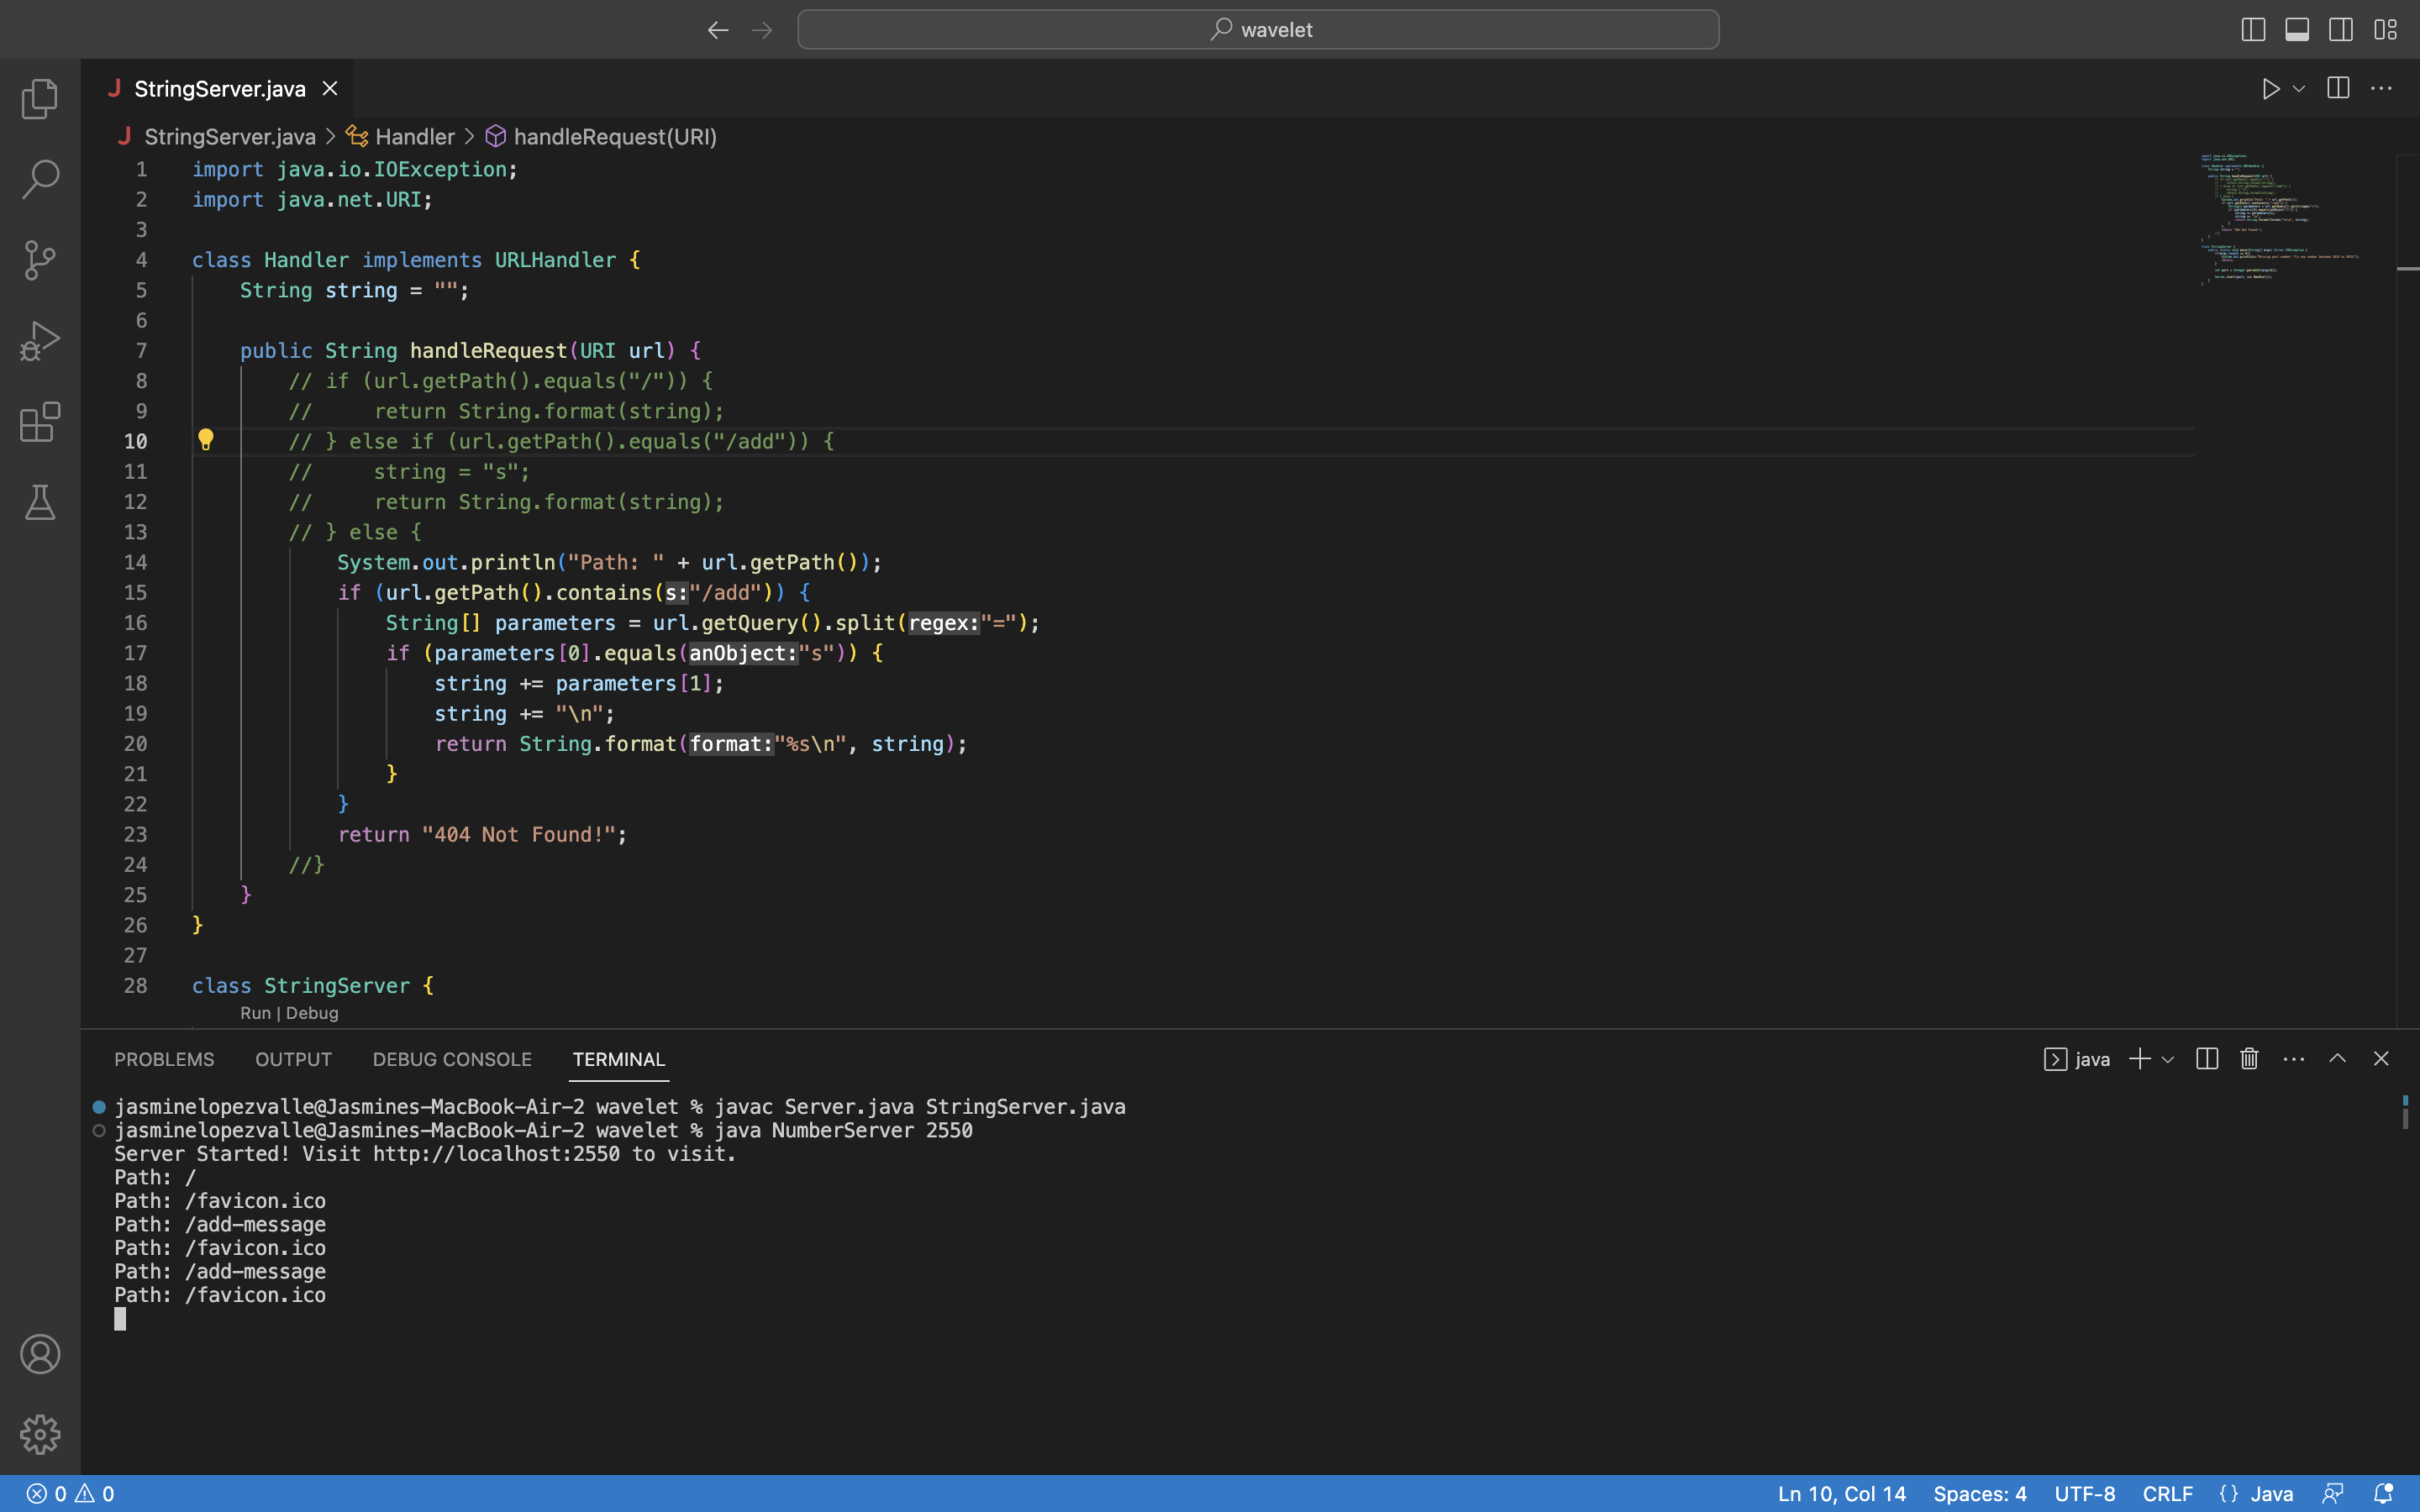 wavelet
StringServer.java
StringServer.java > Handler > handleRequest(URI)
1 import java.io.IOException;
2 import java.net.URI;
3
4 class Handler implements URLHandler {
5 String string = "";
6
7 public String handleRequest(URI url) {
8 // if (url.getPath().equals("/")) {
9 // return String.format(string);
10 // } else if (url.getPath().equals("/add")) {
11 // string = "s";
12 // return String.format(string);
13 // } else {
14 System.out.println("Path: " + url.getPath());
15 if (url.getPath().contains(s:"/add")) {
16 String[] parameters = url.getQuery().split(regex:"=");
17 if (parameters[0].equals(anObject:"s")) {
18 string += parameters[1];
19 string += "\n";
20 return String.format(format:"%s\n", string);
21 }
22 }
23 return "404 Not Found!";
24 //}
25 }
26 }
27
28 class StringServer {
Run | Debug
PROBLEMS OUTPUT DEBUG CONSOLE TERMINAL java
jasminelopezvalle@Jasmines-MacBook-Air-2 wavelet % javac Server.java StringServer.java
jasminelopezvalle@Jasmines-MacBook-Air-2 wavelet % java NumberServer 2550
Server Started! Visit http://localhost:2550 to visit.
Path: /
Path: /favicon.ico
Path: /add-message
Path: /favicon.ico
Path: /add-message
Path: /favicon.ico
0 0 Ln 10, Col 14 Spaces: 4 UTF-8 CRLF {} Java